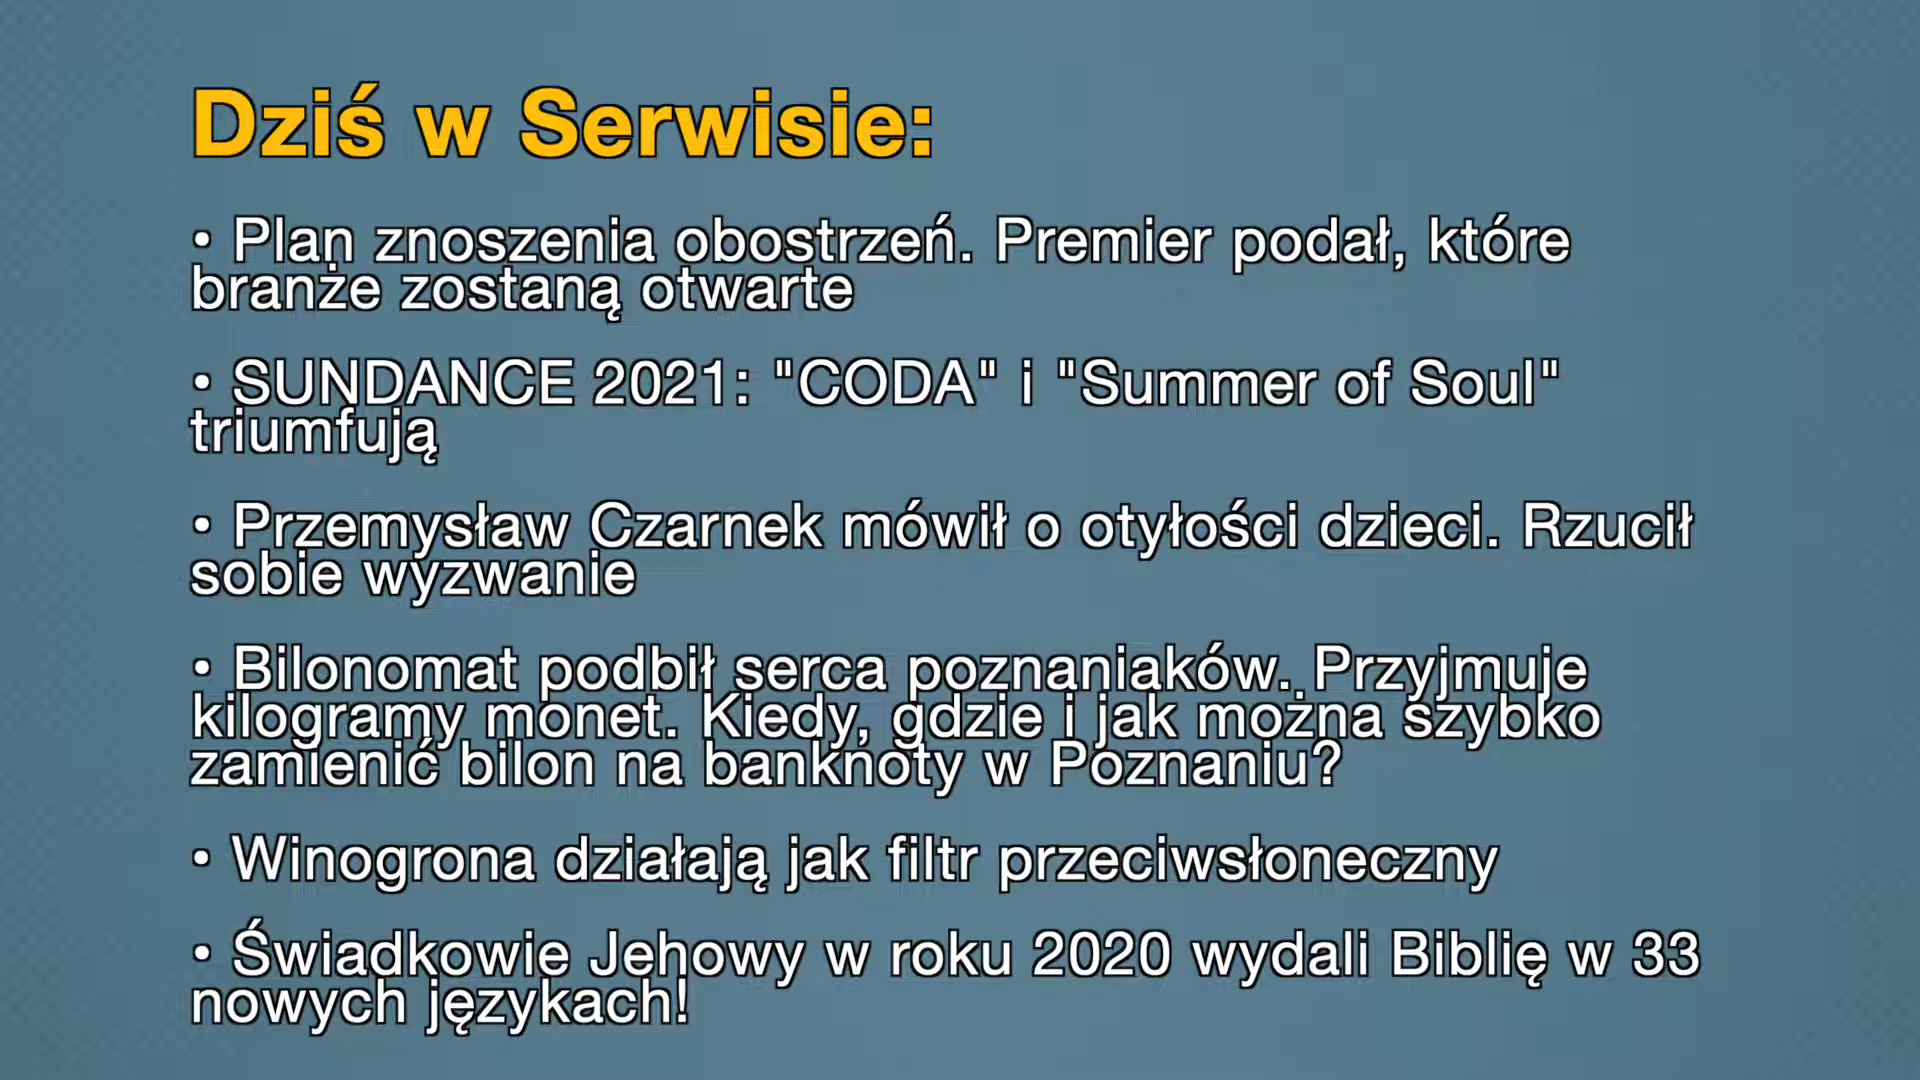 Dziś w Serwisie:
• Plan znoszenia obostrzeń. Premier podał, które
branże zostaną otwarte
• SUNDANCE 2021: "CODA" i "Summer of Soul"
triumfują
• Przemysław Czarnek mówił o otyłości dzieci. Rzucił
sobie wyzwanie
• Bilonomat podbił serca poznaniaków. Przyjmuje
kilogramy monet. Kiedy, gdzie i jak można szybko
zamienić bilon na banknoty w Poznaniu?
• Winogrona działają jak filtr przeciwsłoneczny
• Świadkowie Jehowy w roku 2020 wydali Biblię w 33
nowych językach!